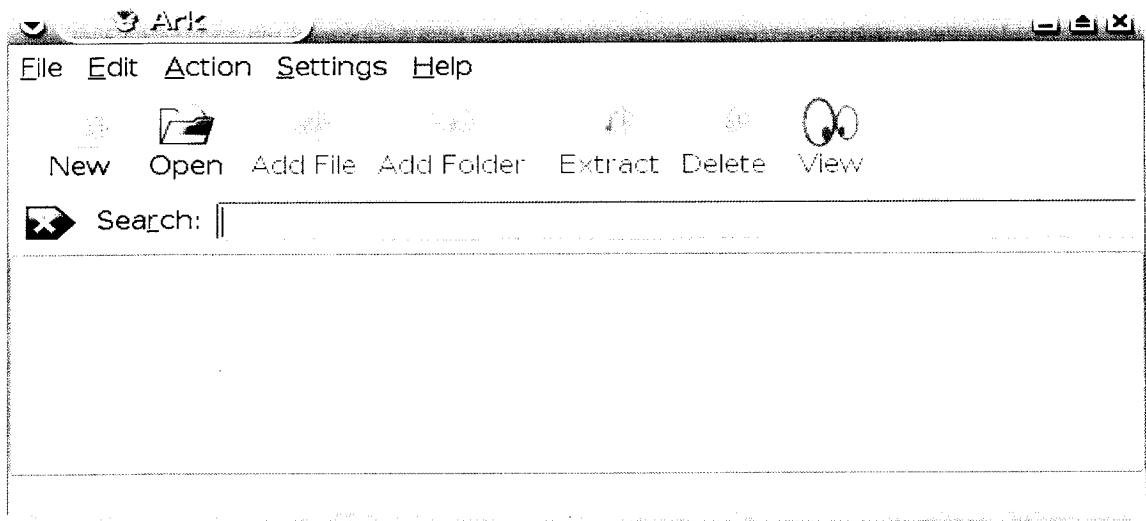 Ark
File Edit Action Settings Help
New Open Add File Add Folder Extract Delete View
Search: